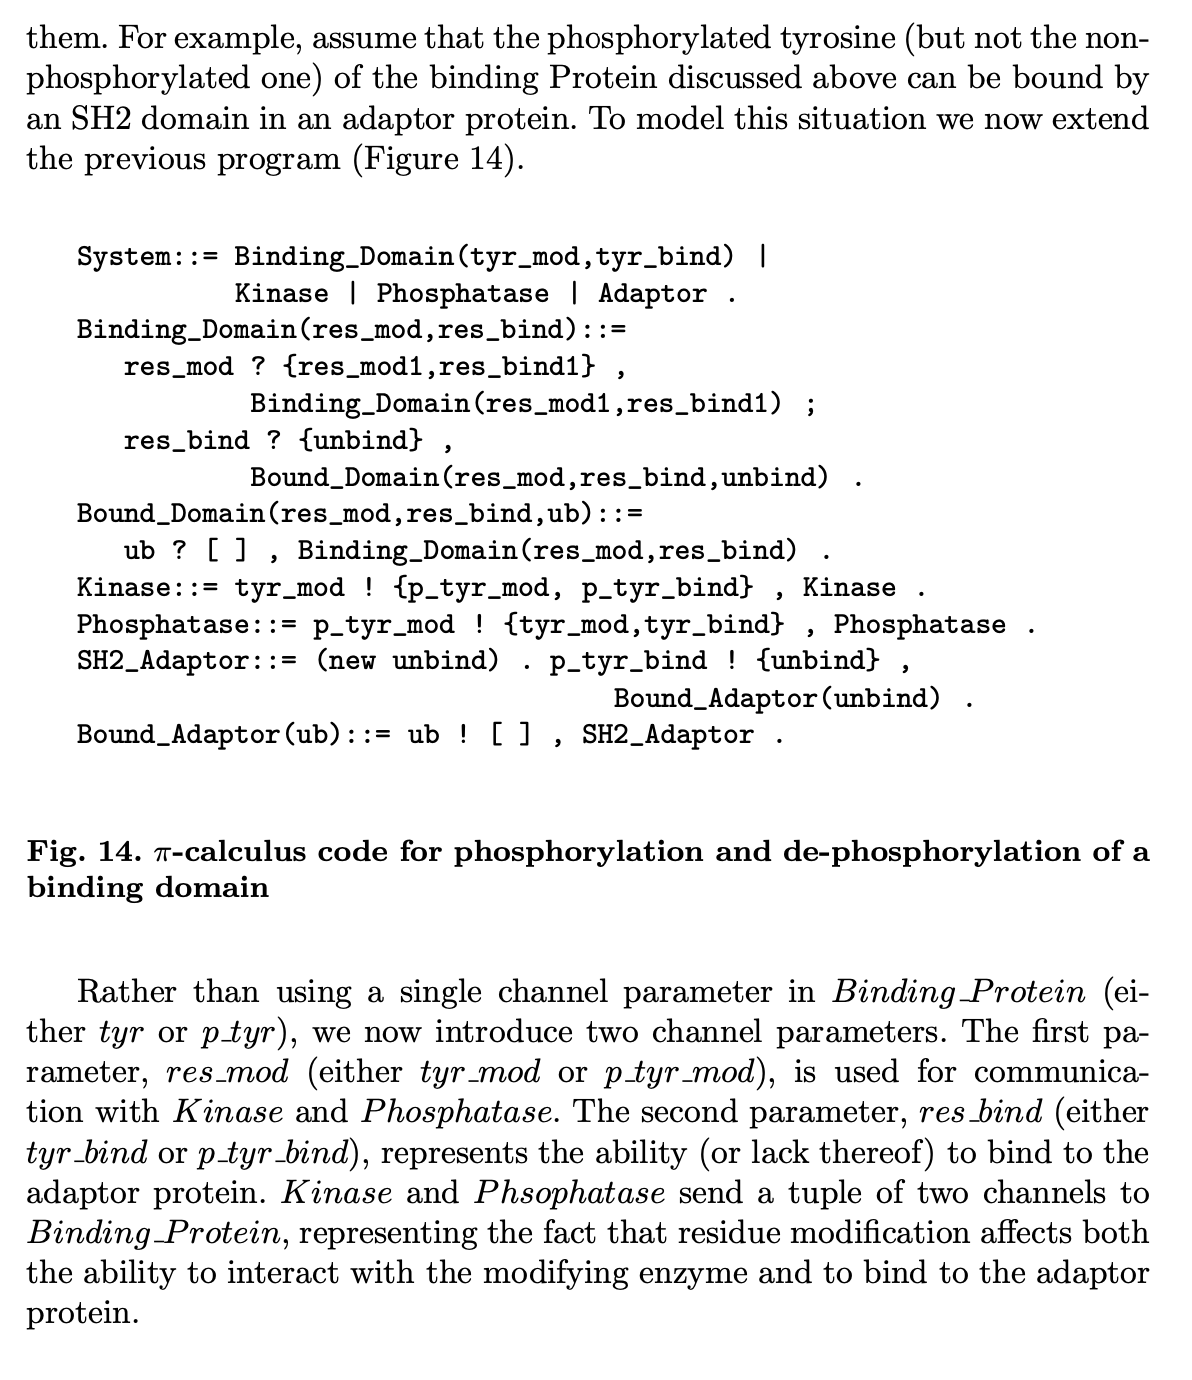 them. For example, assume that the phosphorylated tyrosine (but not the non-
phosphorylated one) of the binding Protein discussed above can be bound by
an SH2 domain in an adaptor protein. To model this situation we now extend
the previous program (Figure 14).
System::= Binding_Domain(tyr_mod,tyr_bind) |
Kinase | Phosphatase | Adaptor .
Binding_Domain(res_mod,res_bind)::=
res_mod ? {res_mod1,res_bind1} ,
Binding_Domain(res_mod1,res_bind1) ;
res_bind ? {unbind} ,
Bound_Domain(res_mod,res_bind,unbind) .
Bound_Domain(res_mod,res_bind,ub)::=
ub ? [ ] , Binding_Domain(res_mod,res_bind) .
Kinase::= tyr_mod ! {p_tyr_mod, p_tyr_bind} , Kinase .
Phosphatase::= p_tyr_mod ! {tyr_mod,tyr_bind} , Phosphatase .
SH2_Adaptor::= (new unbind) . p_tyr_bind ! {unbind} ,
Bound_Adaptor(unbind) .
Bound_Adaptor(ub)::= ub ! [ ] , SH2_Adaptor .
Fig. 14. π-calculus code for phosphorylation and de-phosphorylation of a
binding domain
Rather than using a single channel parameter in Binding_Protein (ei-
ther tyr or p_tyr), we now introduce two channel parameters. The first pa-
rameter, res_mod (either tyr_mod or p_tyr_mod), is used for communica-
tion with Kinase and Phosphatase. The second parameter, res_bind (either
tyr_bind or p_tyr_bind), represents the ability (or lack thereof) to bind to the
adaptor protein. Kinase and Phsophatase send a tuple of two channels to
Binding_Protein, representing the fact that residue modification affects both
the ability to interact with the modifying enzyme and to bind to the adaptor
protein.